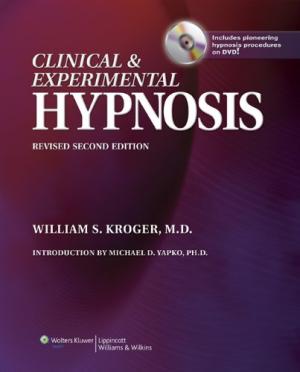 Includes pioneering
hypnosis procedures
on DVD!
CLINICAL &
EXPERIMENTAL
HYPNOSIS
REVISED SECOND EDITION
WILLIAM S. KROGER, M.D.
INTRODUCTION BY MICHAEL D. YAPKO, PH.D.
Wolters Kluwer
Lippincott
Williams & Wilkins